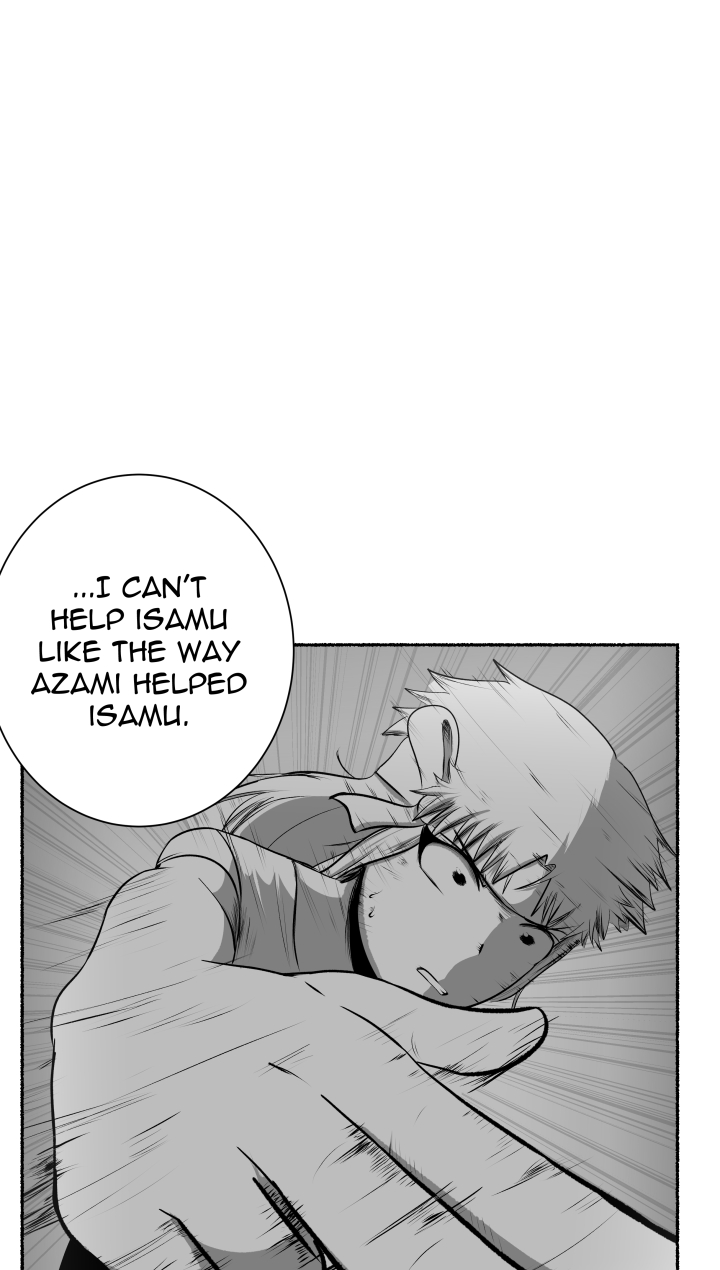 ...I CAN'T
HELP ISAMU
LIKE THE WAY
AZAMI HELPED
ISAMU.